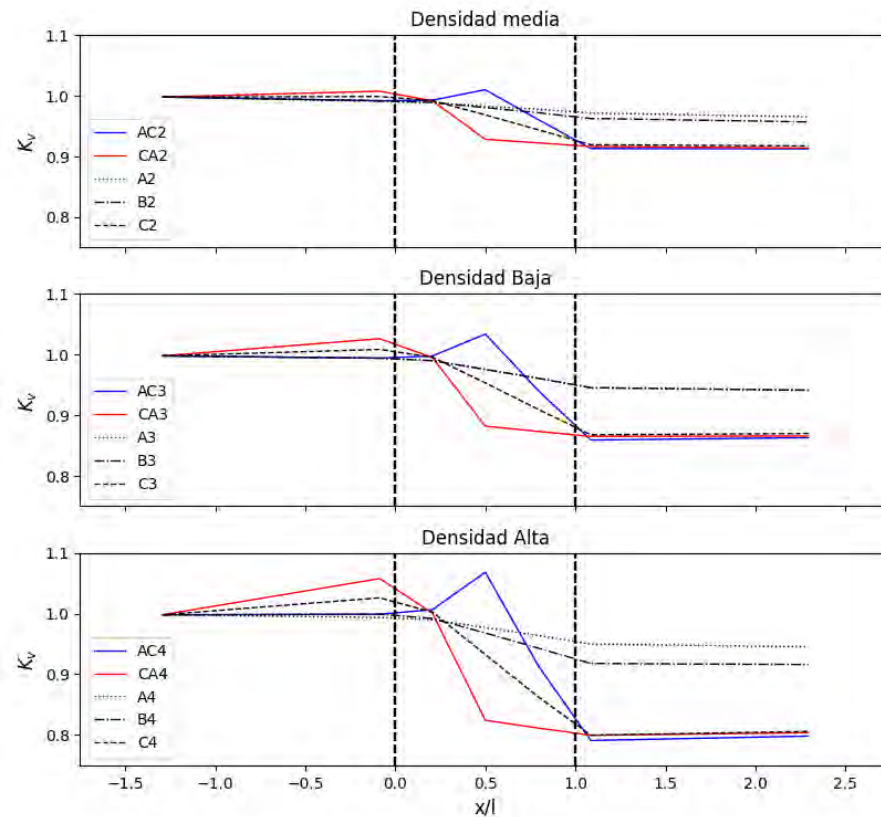 Densidad media
1.1
1.0
0.9
0.8
K_v
AC2
CA2
A2
B2
C2
Densidad Baja
1.1
1.0
0.9
0.8
K_v
AC3
CA3
A3
B3
C3
Densidad Alta
1.1
1.0
0.9
0.8
K_v
AC4
CA4
A4
B4
C4
−1.5 −1.0 −0.5 0.0 0.5 1.0 1.5 2.0 2.5
x/l